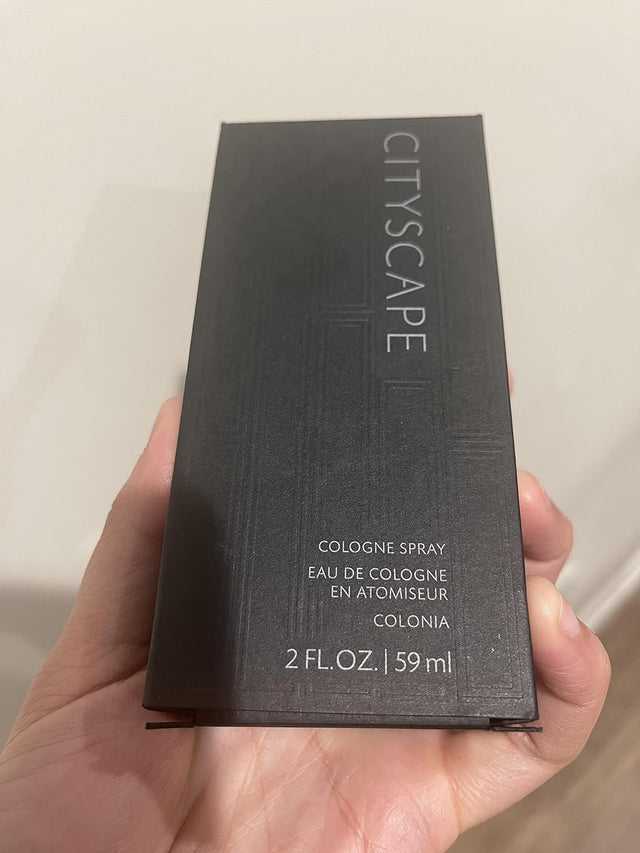 CITYSCAPE
COLOGNE SPRAY
EAU DE COLOGNE
EN ATOMISEUR
COLONIA
2 FL.OZ. | 59 ml